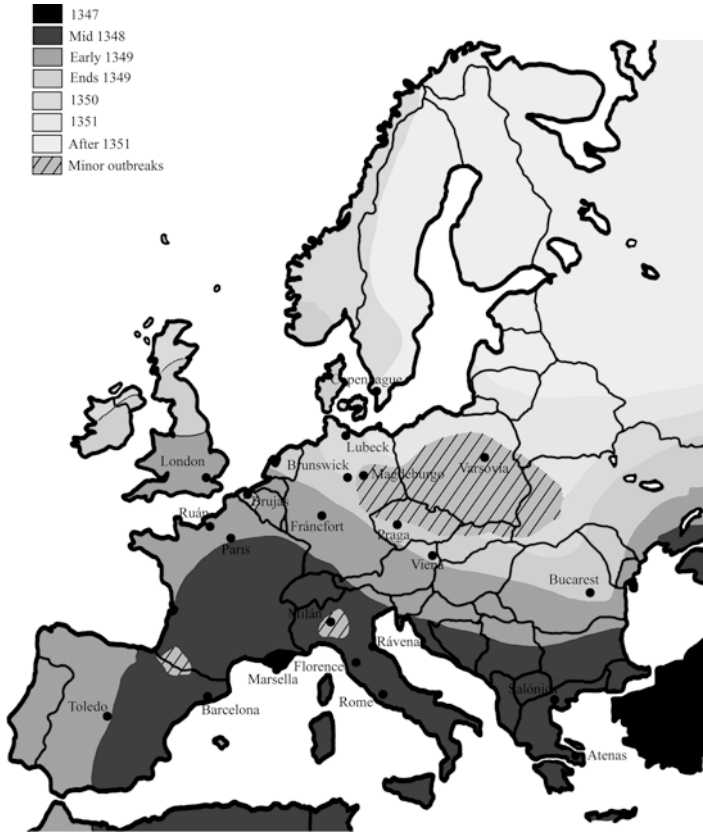 1347
Mid 1348
Early 1349
Ends 1349
1350
1351
After 1351
Minor outbreaks
Copenhague
Lubeck
London
Brunswick
Magdeburgo
Varsovia
Brujas
Ruán
Fráncfort
Praga
París
Viena
Bucarest
Milán
Rávena
Florence
Marsella
Salónica
Toledo
Barcelona
Rome
Atenas